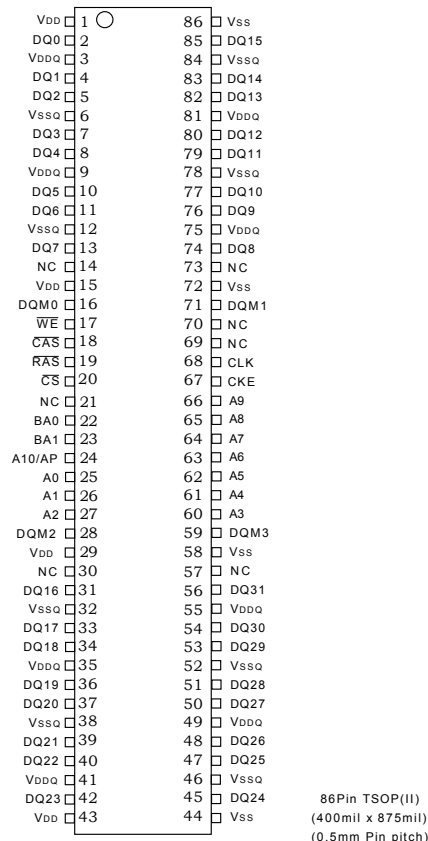 VDD 1 86 VSS
DQ0 2 85 DQ15
VDDQ 3 84 VSSQ
DQ1 4 83 DQ14
DQ2 5 82 DQ13
VSSQ 6 81 VDDQ
DQ3 7 80 DQ12
DQ4 8 79 DQ11
VDDQ 9 78 VSSQ
DQ5 10 77 DQ10
DQ6 11 76 DQ9
VSSQ 12 75 VDDQ
DQ7 13 74 DQ8
NC 14 73 NC
VDD 15 72 VSS
DQM0 16 71 DQM1
W̅E̅ 17 70 NC
C̅A̅S̅ 18 69 NC
R̅A̅S̅ 19 68 CLK
C̅S̅ 20 67 CKE
NC 21 66 A9
BA0 22 65 A8
BA1 23 64 A7
A10/AP 24 63 A6
A0 25 62 A5
A1 26 61 A4
A2 27 60 A3
DQM2 28 59 DQM3
VDD 29 58 VSS
NC 30 57 NC
DQ16 31 56 DQ31
VSSQ 32 55 VDDQ
DQ17 33 54 DQ30
DQ18 34 53 DQ29
VDDQ 35 52 VSSQ
DQ19 36 51 DQ28
DQ20 37 50 DQ27
VSSQ 38 49 VDDQ
DQ21 39 48 DQ26
DQ22 40 47 DQ25
VDDQ 41 46 VSSQ
DQ23 42 45 DQ24
VDD 43 44 VSS
86Pin TSOP(II)
(400mil x 875mil)
(0.5mm Pin pitch)